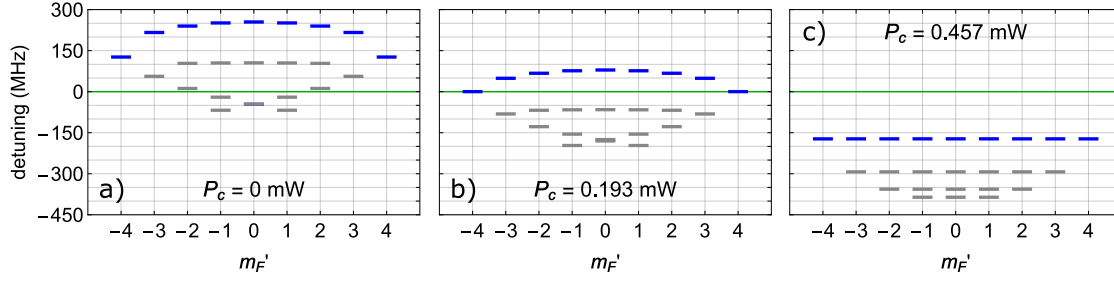 detuning (MHz)
300
150
0
−150
−300
−450
a)
P_c = 0 mW
−4 −3 −2 −1 0 1 2 3 4
m_F'
b)
P_c = 0.193 mW
−4 −3 −2 −1 0 1 2 3 4
m_F'
c)
P_c = 0.457 mW
−4 −3 −2 −1 0 1 2 3 4
m_F'